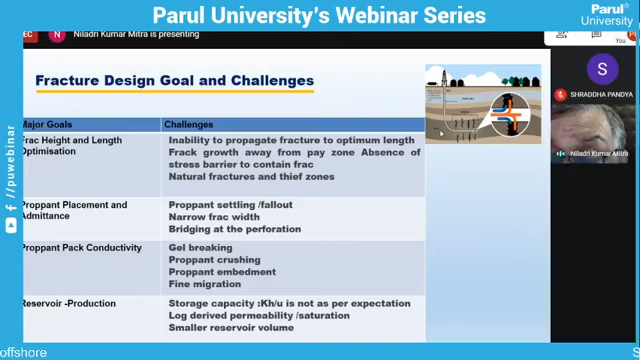 Parul University's Webinar Series
Parul®
University
EC
N
Niladri Kumar Mitra is presenting
You
Fracture Design Goal and Challenges
S
SHRADDHA PANDYA
Niladri Kumar Mitra
Major Goals
Challenges
Frac Height and Length
Optimisation
Inability to propagate fracture to optimum length
Frack growth away from pay zone Absence of
stress barrier to contain frac
Natural fractures and thief zones
Proppant Placement and
Admittance
Proppant settling /fallout
Narrow frac width
Bridging at the perforation
Proppant Pack Conductivity
Gel breaking
Proppant crushing
Proppant embedment
Fine migration
Reservoir -Production
Storage capacity :Kh/u is not as per expectation
Log derived permeability /saturation
Smaller reservoir volume
f //puwebinar
offshore
S